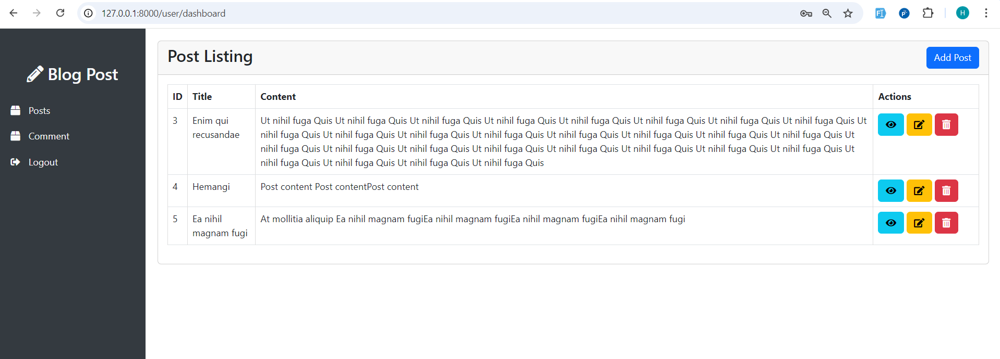 127.0.0.1:8000/user/dashboard
H
Blog Post
Posts
Comment
Logout
Post Listing
Add Post
ID Title Content Actions
3 Enim qui Ut nihil fuga Quis Ut nihil fuga Quis Ut nihil fuga Quis Ut nihil fuga Quis Ut nihil fuga Quis Ut nihil fuga Quis Ut nihil fuga Quis Ut nihil fuga Quis Ut
recusandae nihil fuga Quis Ut nihil fuga Quis Ut nihil fuga Quis Ut nihil fuga Quis Ut nihil fuga Quis Ut nihil fuga Quis Ut nihil fuga Quis Ut nihil fuga Quis Ut
nihil fuga Quis Ut nihil fuga Quis Ut nihil fuga Quis Ut nihil fuga Quis Ut nihil fuga Quis Ut nihil fuga Quis Ut nihil fuga Quis Ut nihil fuga Quis Ut
nihil fuga Quis Ut nihil fuga Quis Ut nihil fuga Quis Ut nihil fuga Quis
4 Hemangi Post content Post contentPost content
5 Ea nihil At mollitia aliquip Ea nihil magnam fugiEa nihil magnam fugiEa nihil magnam fugiEa nihil magnam fugi
magnam fugi